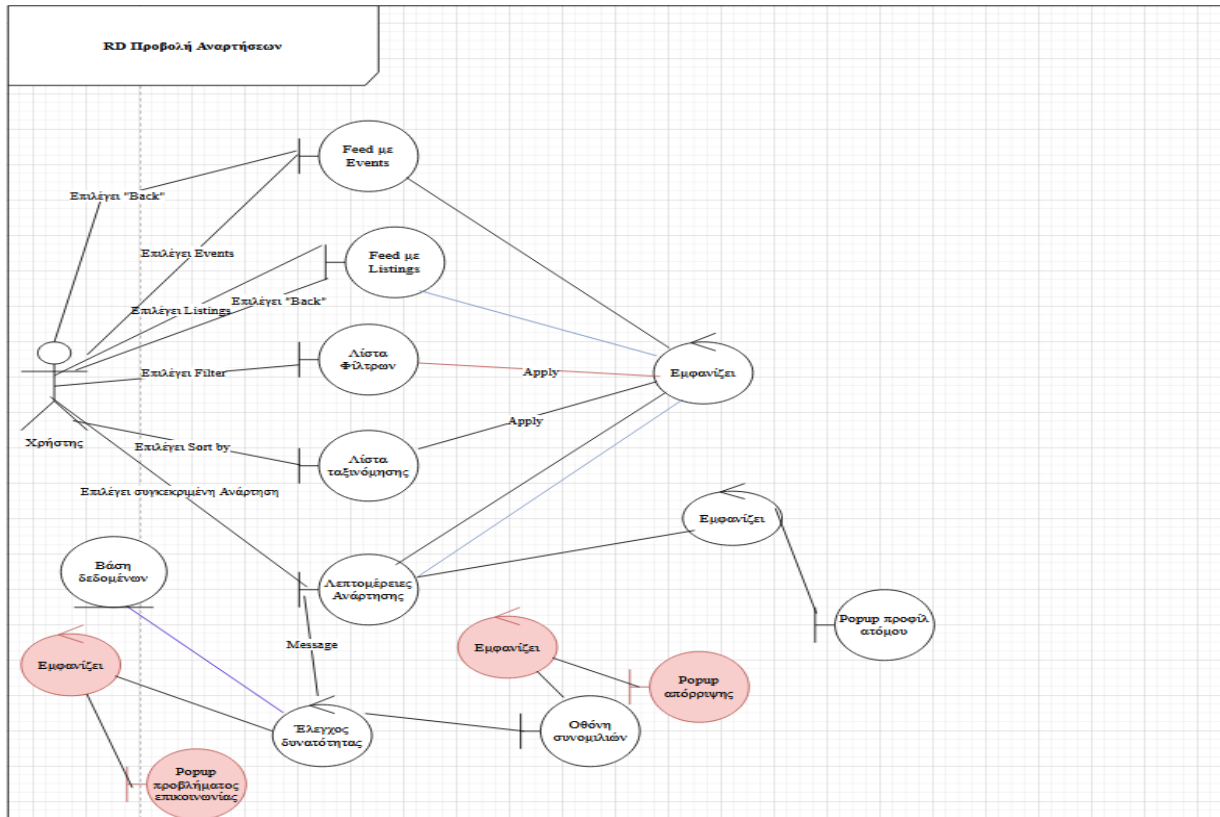 RD Προβολή Αναρτήσεων
Feed με
Events
Επιλέγει "Back"
Επιλέγει Events
Feed με
Listings
Επιλέγει "Back"
Επιλέγει Listings
Λίστα
Φίλτρων
Επιλέγει Filter
Apply
Εμφανίζει
Χρήστης
Επιλέγει Sort by
Apply
Λίστα
ταξινόμησης
Επιλέγει συγκεκριμένη Ανάρτηση
Εμφανίζει
Βάση
δεδομένων
Λεπτομέρειες
Ανάρτησης
Popup προφίλ
ατόμου
Message
Εμφανίζει
Εμφανίζει
Popup
απόρριψης
Έλεγχος
δυνατότητας
Οθόνη
συνομιλιών
Popup
προβλήματος
επικοινωνίας